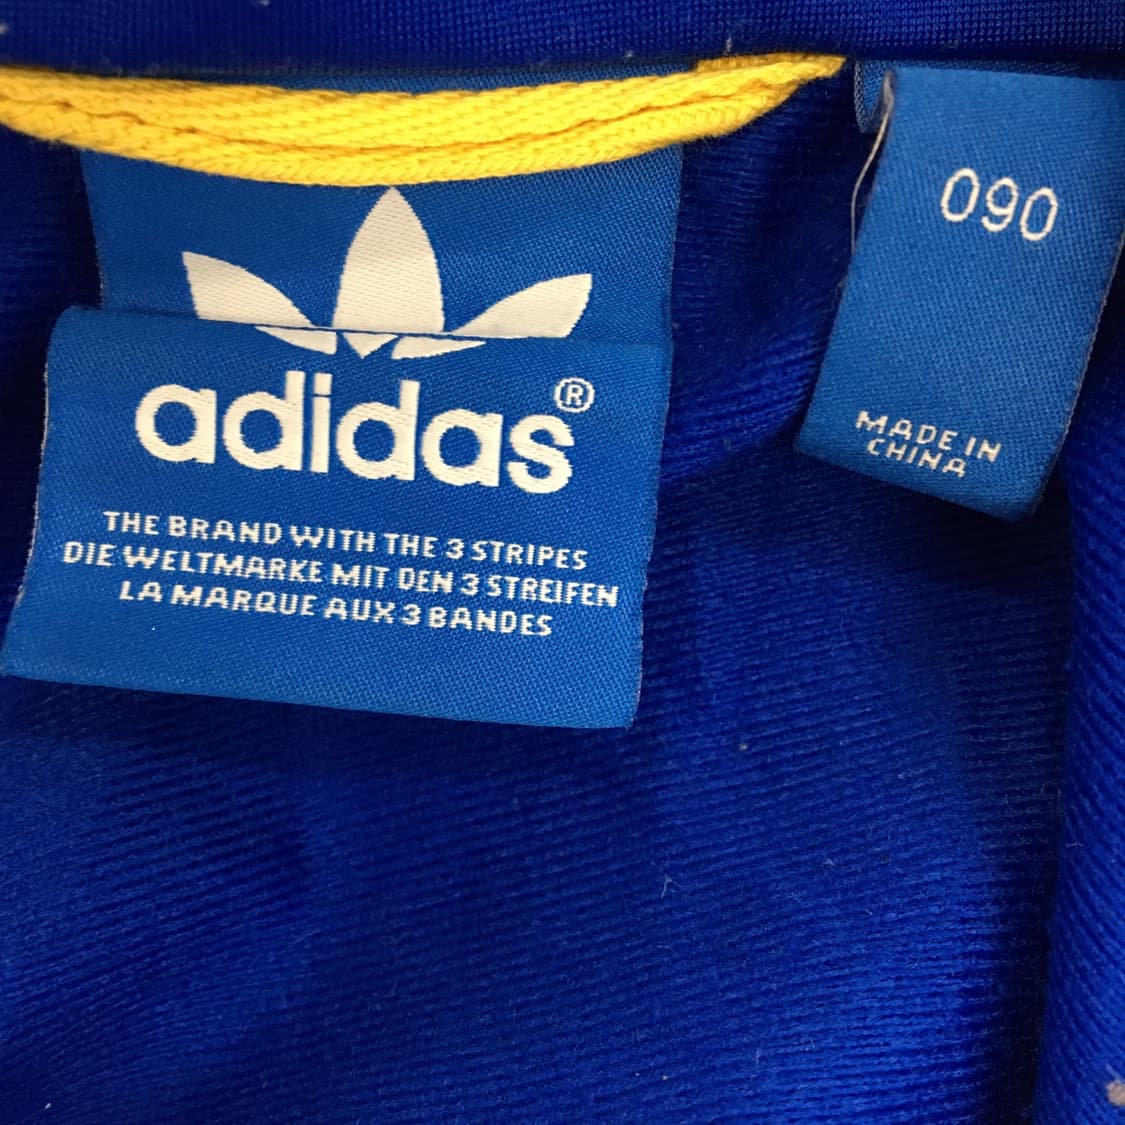 adidas®
THE BRAND WITH THE 3 STRIPES
DIE WELTMARKE MIT DEN 3 STREIFEN
LA MARQUE AUX 3 BANDES
090
MADE IN
CHINA